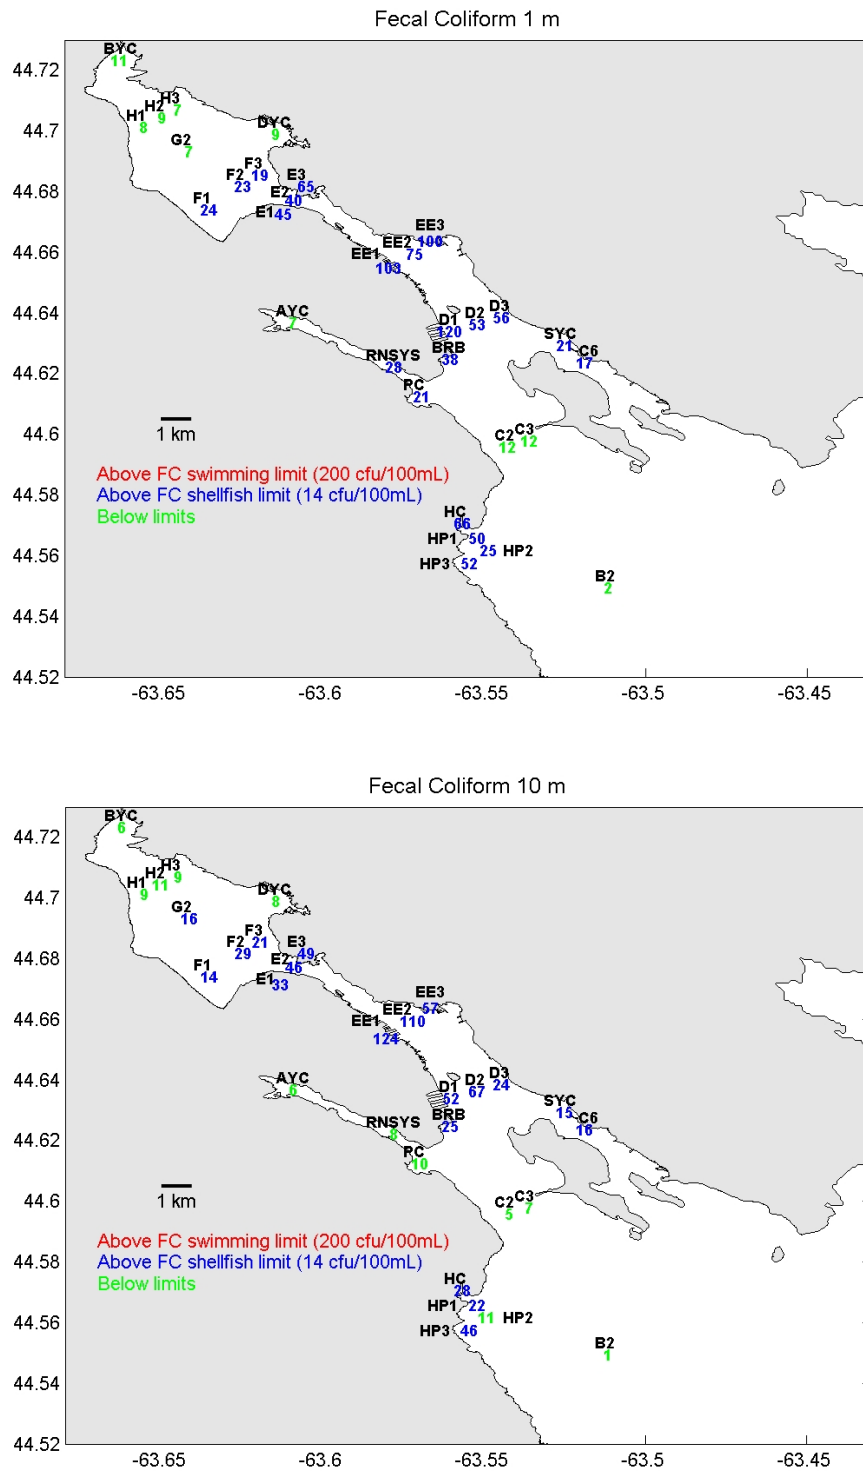 Fecal Coliform 1 m
44.72
44.7
44.68
44.66
44.64
44.62
44.6
44.58
44.56
44.54
44.52
BYC
11
H3
7
H2
9
H1
8
DYC
9
G2
7
F3
19
F2
23
E3
65
E2
40
F1
24
E1 45
EE3
100
EE2
75
EE1
103
AYC
7
D3
56
D2
53
D1
120
SYC
21
BRB
38
C6
17
RNSYS
28
PC
21
1 km
C3
12
C2
12
Above FC swimming limit (200 cfu/100mL)
Above FC shellfish limit (14 cfu/100mL)
Below limits
HC
66
HP1 50
25 HP2
HP3 52
B2
2
-63.65 -63.6 -63.55 -63.5 -63.45
Fecal Coliform 10 m
44.72
44.7
44.68
44.66
44.64
44.62
44.6
44.58
44.56
44.54
44.52
BYC
6
H3
9
H2
11
H1
9
DYC
8
G2
16
F3
21
F2
29
E3
49
E2
46
F1
14
E1
33
EE3
57
EE2
110
EE1
124
AYC
6
D3
24
D2
67
D1
52
SYC
15
BRB
25
C6
16
RNSYS
8
PC
10
1 km
C3
7
C2
5
Above FC swimming limit (200 cfu/100mL)
Above FC shellfish limit (14 cfu/100mL)
Below limits
HC
28
HP1 22
11 HP2
HP3 46
B2
1
-63.65 -63.6 -63.55 -63.5 -63.45